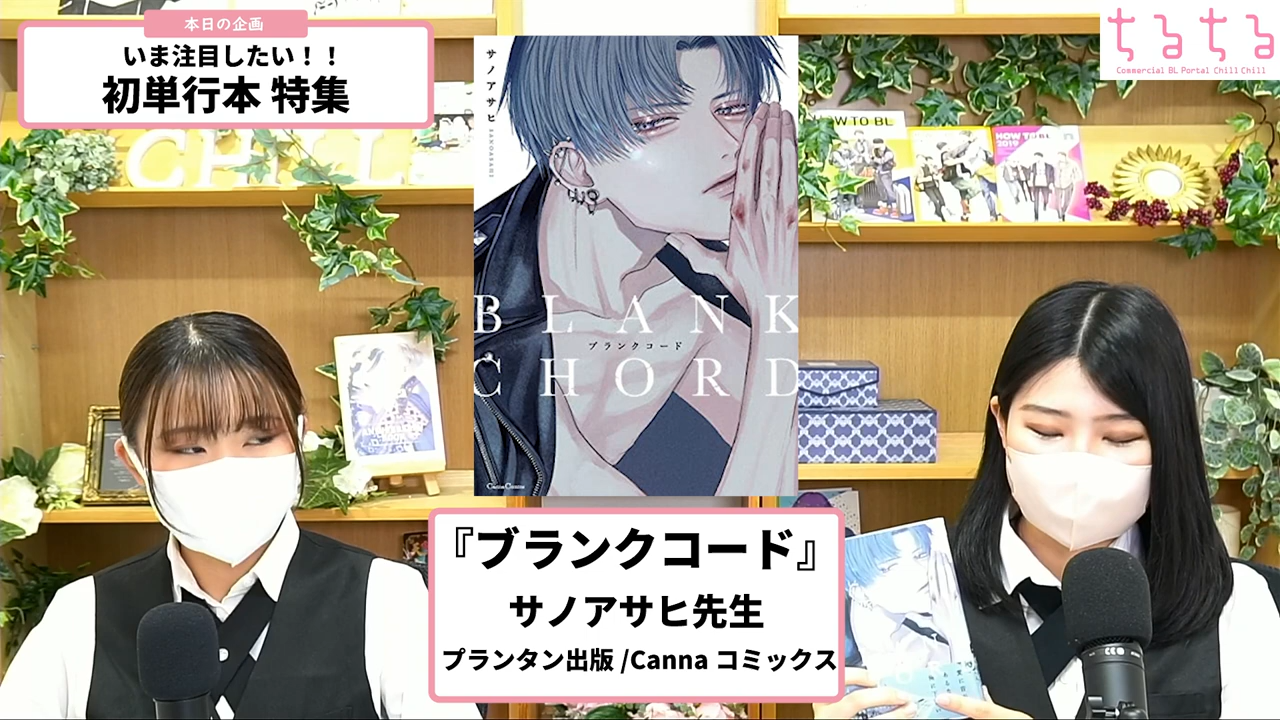 本日の企画
いま注目したい！！
初単行本 特集
ちるちる
Commercial BL Portal Chill Chill
CHILL
HOW TO BL
HOW TO BL
2019
サノアサヒ
SANOASAHI
BLANK
ブランクコード
CHORD
CannaComics
『ブランクコード』
サノアサヒ先生
プランタン出版 /Canna コミックス